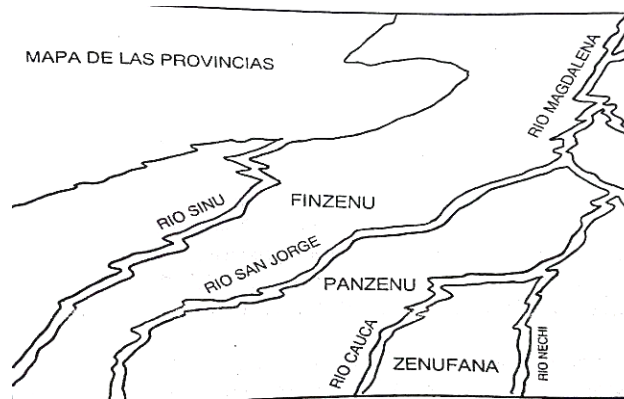 MAPA DE LAS PROVINCIAS
RIO MAGDALENA
RIO SINU
FINZENU
RIO SAN JORGE
PANZENU
RIO CAUCA
ZENUFANA
RIO NECHI